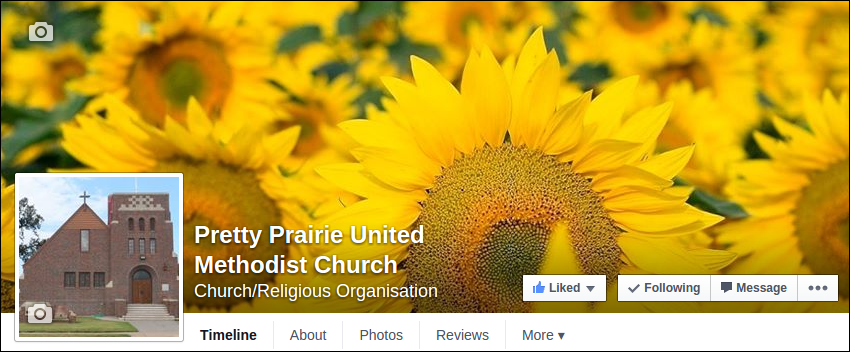 Pretty Prairie United
Methodist Church
Church/Religious Organisation
Liked
Following
Message
Timeline
About
Photos
Reviews
More